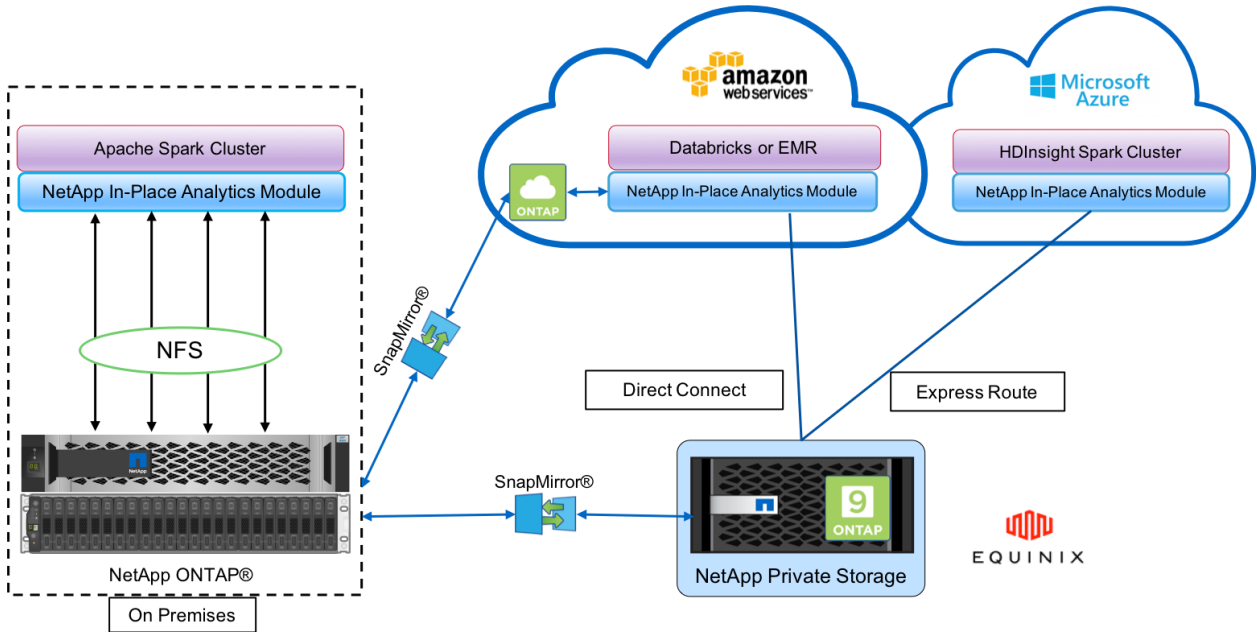 amazon
webservices™
Microsoft
Azure
Apache Spark Cluster
NetApp In-Place Analytics Module
Databricks or EMR
NetApp In-Place Analytics Module
HDInsight Spark Cluster
NetApp In-Place Analytics Module
ONTAP
SnapMirror®
NFS
Direct Connect
Express Route
NetApp
SnapMirror®
9
ONTAP
NetApp Private Storage
EQUINIX
NetApp ONTAP®
On Premises